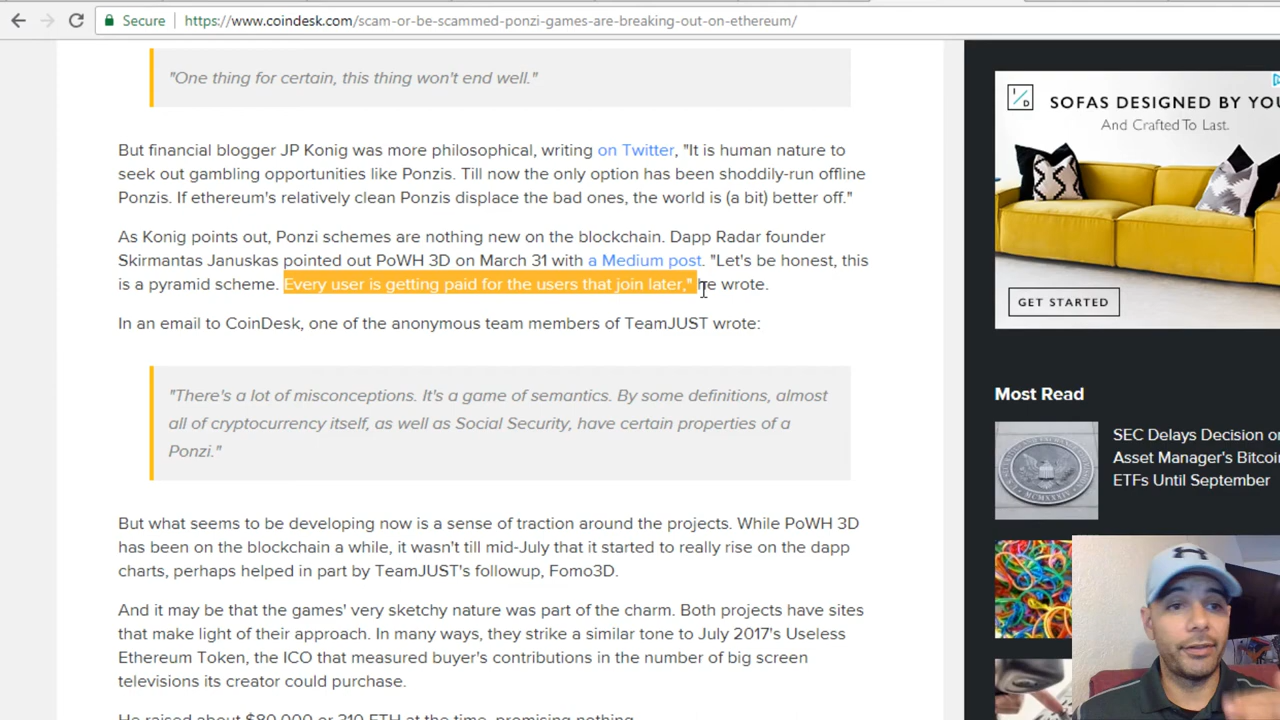 Secure
https://www.coindesk.com/scam-or-be-scammed-ponzi-games-are-breaking-out-on-ethereum/
"One thing for certain, this thing won't end well."
But financial blogger JP Konig was more philosophical, writing on Twitter, "It is human nature to
seek out gambling opportunities like Ponzis. Till now the only option has been shoddily-run offline
Ponzis. If ethereum's relatively clean Ponzis displace the bad ones, the world is (a bit) better off."
As Konig points out, Ponzi schemes are nothing new on the blockchain. Dapp Radar founder
Skirmantas Januskas pointed out PoWH 3D on March 31 with a Medium post. "Let's be honest, this
is a pyramid scheme. Every user is getting paid for the users that join later," he wrote.
In an email to CoinDesk, one of the anonymous team members of TeamJUST wrote:
"There's a lot of misconceptions. It's a game of semantics. By some definitions, almost
all of cryptocurrency itself, as well as Social Security, have certain properties of a
Ponzi."
But what seems to be developing now is a sense of traction around the projects. While PoWH 3D
has been on the blockchain a while, it wasn't till mid-July that it started to really rise on the dapp
charts, perhaps helped in part by TeamJUST's followup, Fomo3D.
And it may be that the games' very sketchy nature was part of the charm. Both projects have sites
that make light of their approach. In many ways, they strike a similar tone to July 2017's Useless
Ethereum Token, the ICO that measured buyer's contributions in the number of big screen
televisions its creator could purchase.
He raised about $80,000 or 310 ETH at the time, promising nothing.
I/D
SOFAS DESIGNED BY YOU
And Crafted To Last.
GET STARTED
Most Read
SEC Delays Decision on
Asset Manager's Bitcoin
ETFs Until September